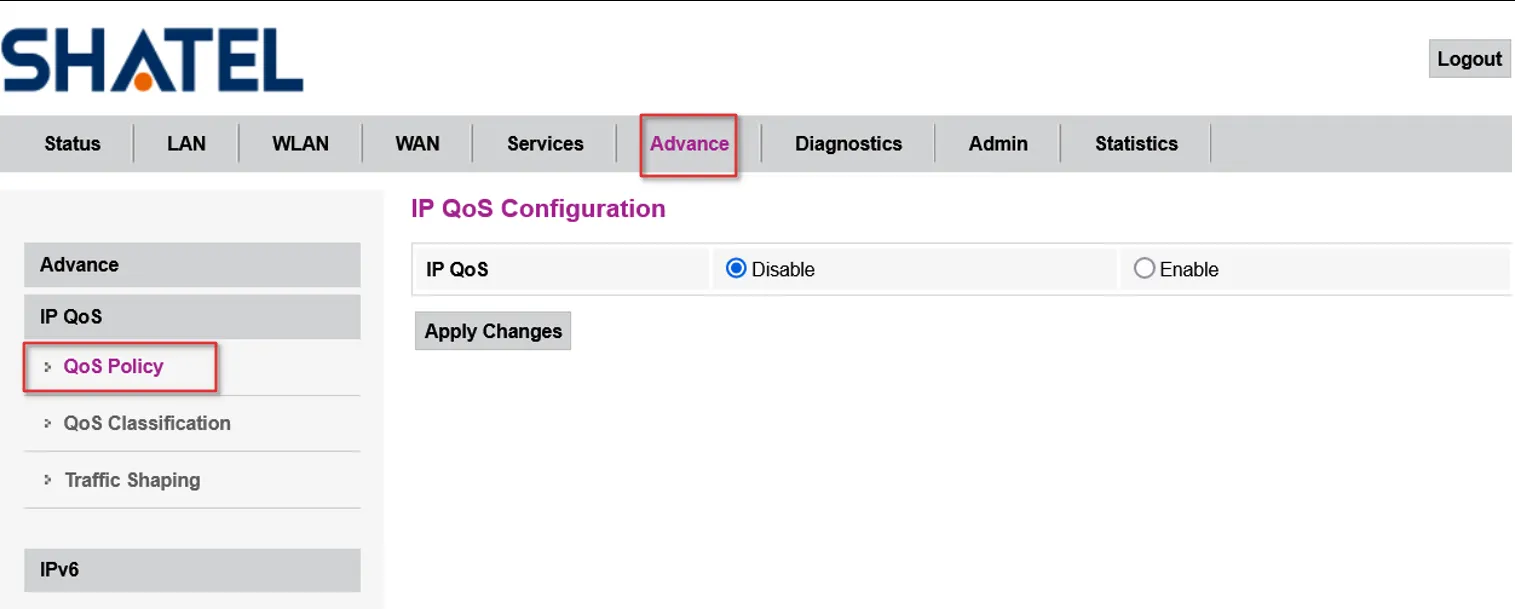 SHATEL
Logout
Status LAN WLAN WAN Services Advance Diagnostics Admin Statistics
IP QoS Configuration
Advance
IP QoS Disable Enable
IP QoS
Apply Changes
QoS Policy
QoS Classification
Traffic Shaping
IPv6